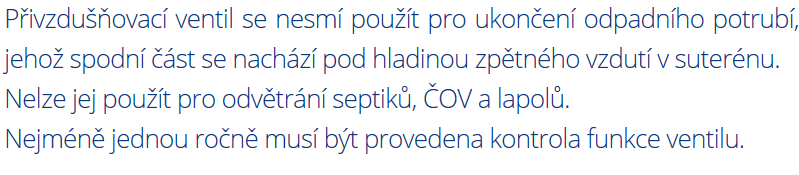 Přivzdušňovací ventil se nesmí použít pro ukončení odpadního potrubí,
jehož spodní část se nachází pod hladinou zpětného vzdutí v suterénu.
Nelze jej použít pro odvětrání septiků, ČOV a lapolů.
Nejméně jednou ročně musí být provedena kontrola funkce ventilu.